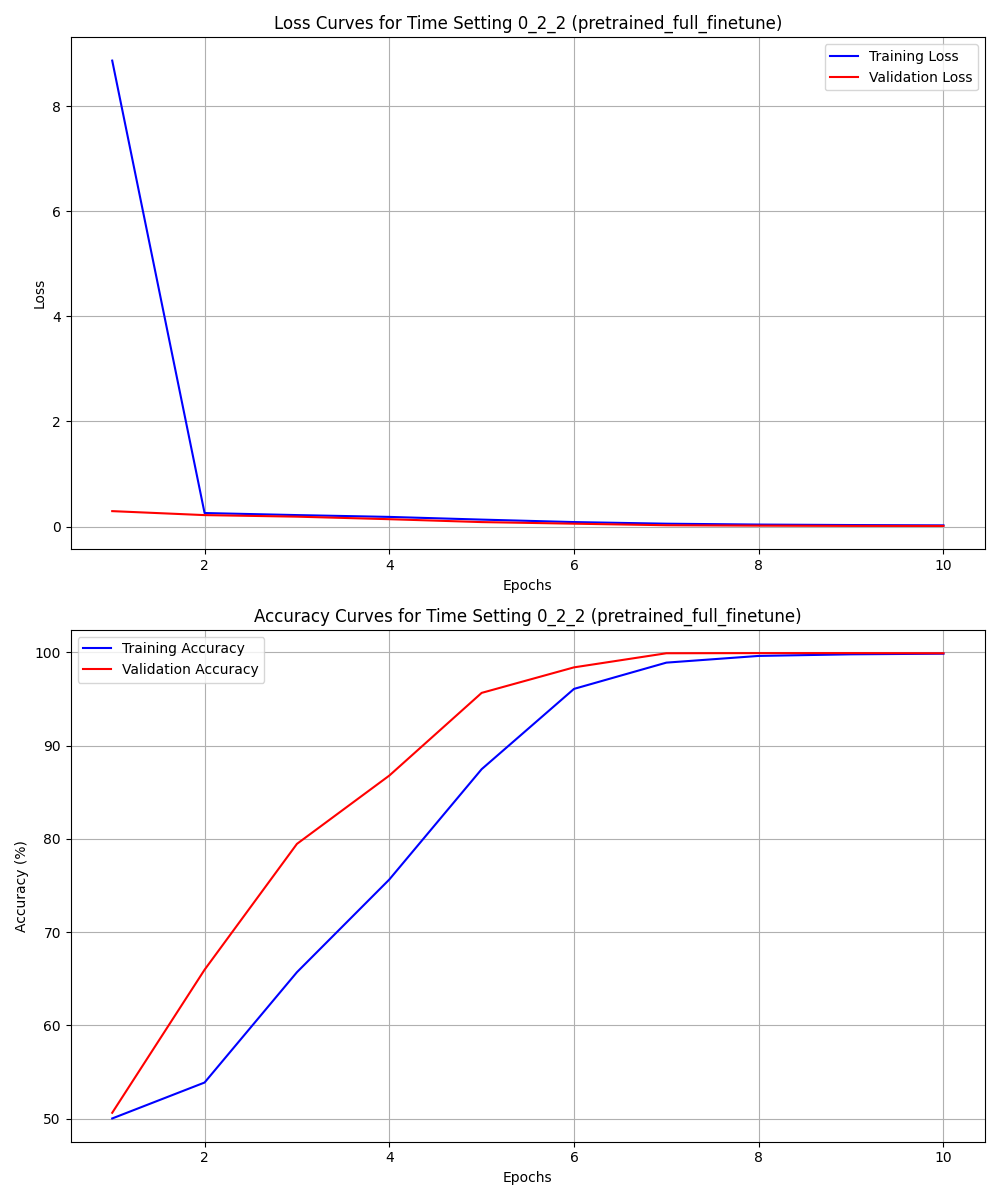 Loss Curves for Time Setting 0_2_2 (pretrained_full_finetune)
Training Loss
Validation Loss
8
6
4
2
0
Loss
2 4 6 8 10
Epochs
Accuracy Curves for Time Setting 0_2_2 (pretrained_full_finetune)
Training Accuracy
Validation Accuracy
100
90
80
70
60
50
Accuracy (%)
2 4 6 8 10
Epochs